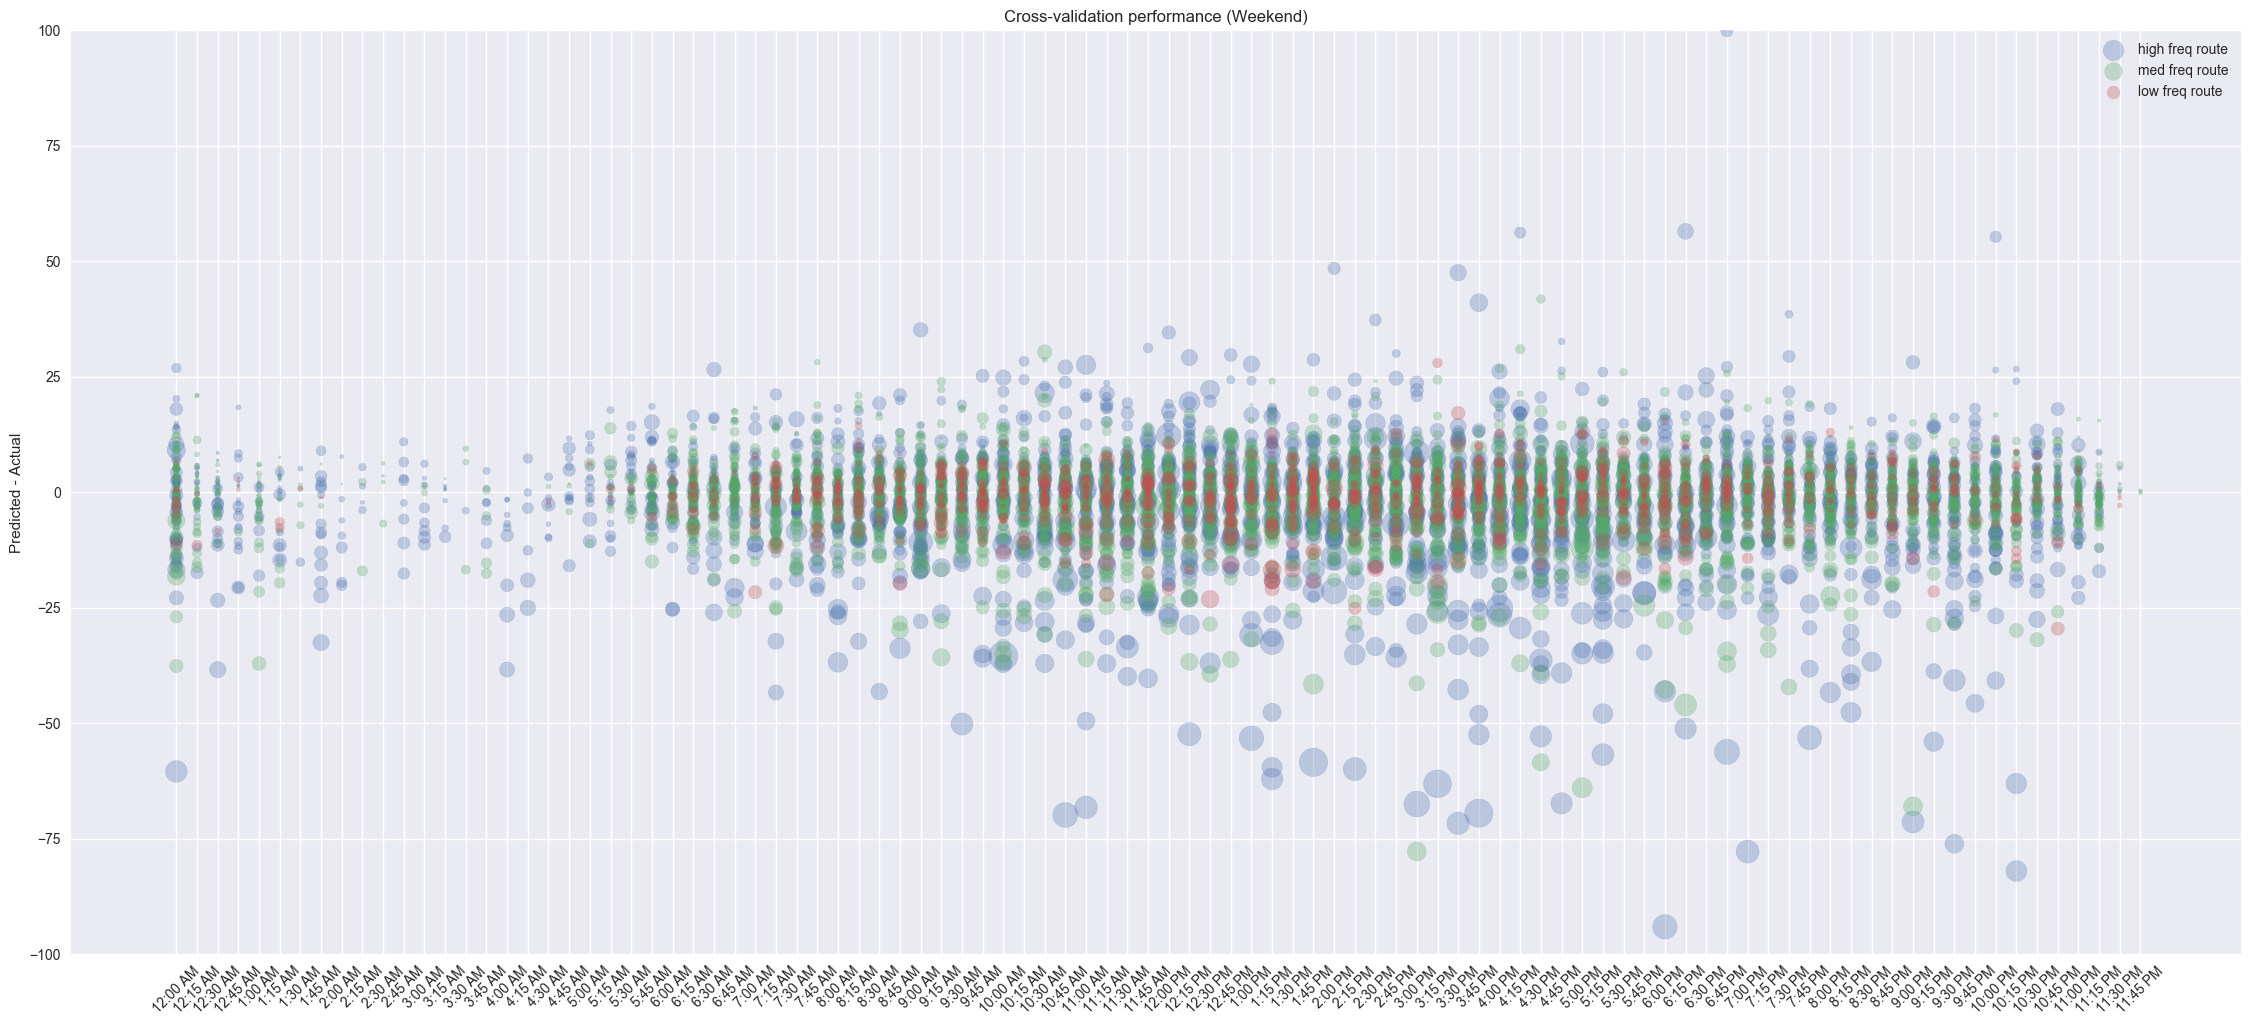 Cross-validation performance (Weekend)
high freq route
med freq route
low freq route
Predicted - Actual
100
75
50
25
0
−25
−50
−75
−100
12:00 AM
12:15 AM
12:30 AM
12:45 AM
1:00 AM
1:15 AM
1:30 AM
1:45 AM
2:00 AM
2:15 AM
2:30 AM
2:45 AM
3:00 AM
3:15 AM
3:30 AM
3:45 AM
4:00 AM
4:15 AM
4:30 AM
4:45 AM
5:00 AM
5:15 AM
5:30 AM
5:45 AM
6:00 AM
6:15 AM
6:30 AM
6:45 AM
7:00 AM
7:15 AM
7:30 AM
7:45 AM
8:00 AM
8:15 AM
8:30 AM
8:45 AM
9:00 AM
9:15 AM
9:30 AM
9:45 AM
10:00 AM
10:15 AM
10:30 AM
10:45 AM
11:00 AM
11:15 AM
11:30 AM
11:45 AM
12:00 PM
12:15 PM
12:30 PM
12:45 PM
1:00 PM
1:15 PM
1:30 PM
1:45 PM
2:00 PM
2:15 PM
2:30 PM
2:45 PM
3:00 PM
3:15 PM
3:30 PM
3:45 PM
4:00 PM
4:15 PM
4:30 PM
4:45 PM
5:00 PM
5:15 PM
5:30 PM
5:45 PM
6:00 PM
6:15 PM
6:30 PM
6:45 PM
7:00 PM
7:15 PM
7:30 PM
7:45 PM
8:00 PM
8:15 PM
8:30 PM
8:45 PM
9:00 PM
9:15 PM
9:30 PM
9:45 PM
10:00 PM
10:15 PM
10:30 PM
10:45 PM
11:00 PM
11:15 PM
11:30 PM
11:45 PM